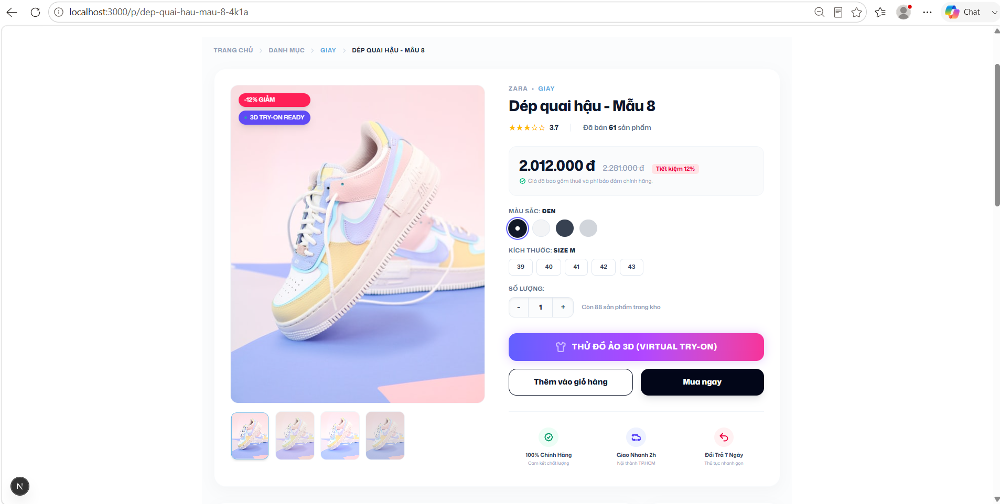 localhost:3000/p/dep-quai-hau-mau-8-4k1a
Chat
TRANG CHỦ > DANH MỤC > GIAY > DÉP QUAI HẬU - MẪU 8
-12% GIẢM
3D TRY-ON READY
AIR
AIR
ZARA • GIAY
Dép quai hậu - Mẫu 8
★★★☆☆ 3.7 Đã bán 61 sản phẩm
2.012.000 đ 2.281.000 đ Tiết kiệm 12%
Giá đã bao gồm thuế và phí bảo đảm chính hãng.
MÀU SẮC: ĐEN
KÍCH THƯỚC: SIZE M
39 40 41 42 43
SỐ LƯỢNG:
- 1 + Còn 88 sản phẩm trong kho
THỬ ĐỒ ẢO 3D (VIRTUAL TRY-ON)
Thêm vào giỏ hàng Mua ngay
100% Chính Hãng Giao Nhanh 2h Đổi Trả 7 Ngày
Cam kết chất lượng Nội thành TP.HCM Thủ tục nhanh gọn
N